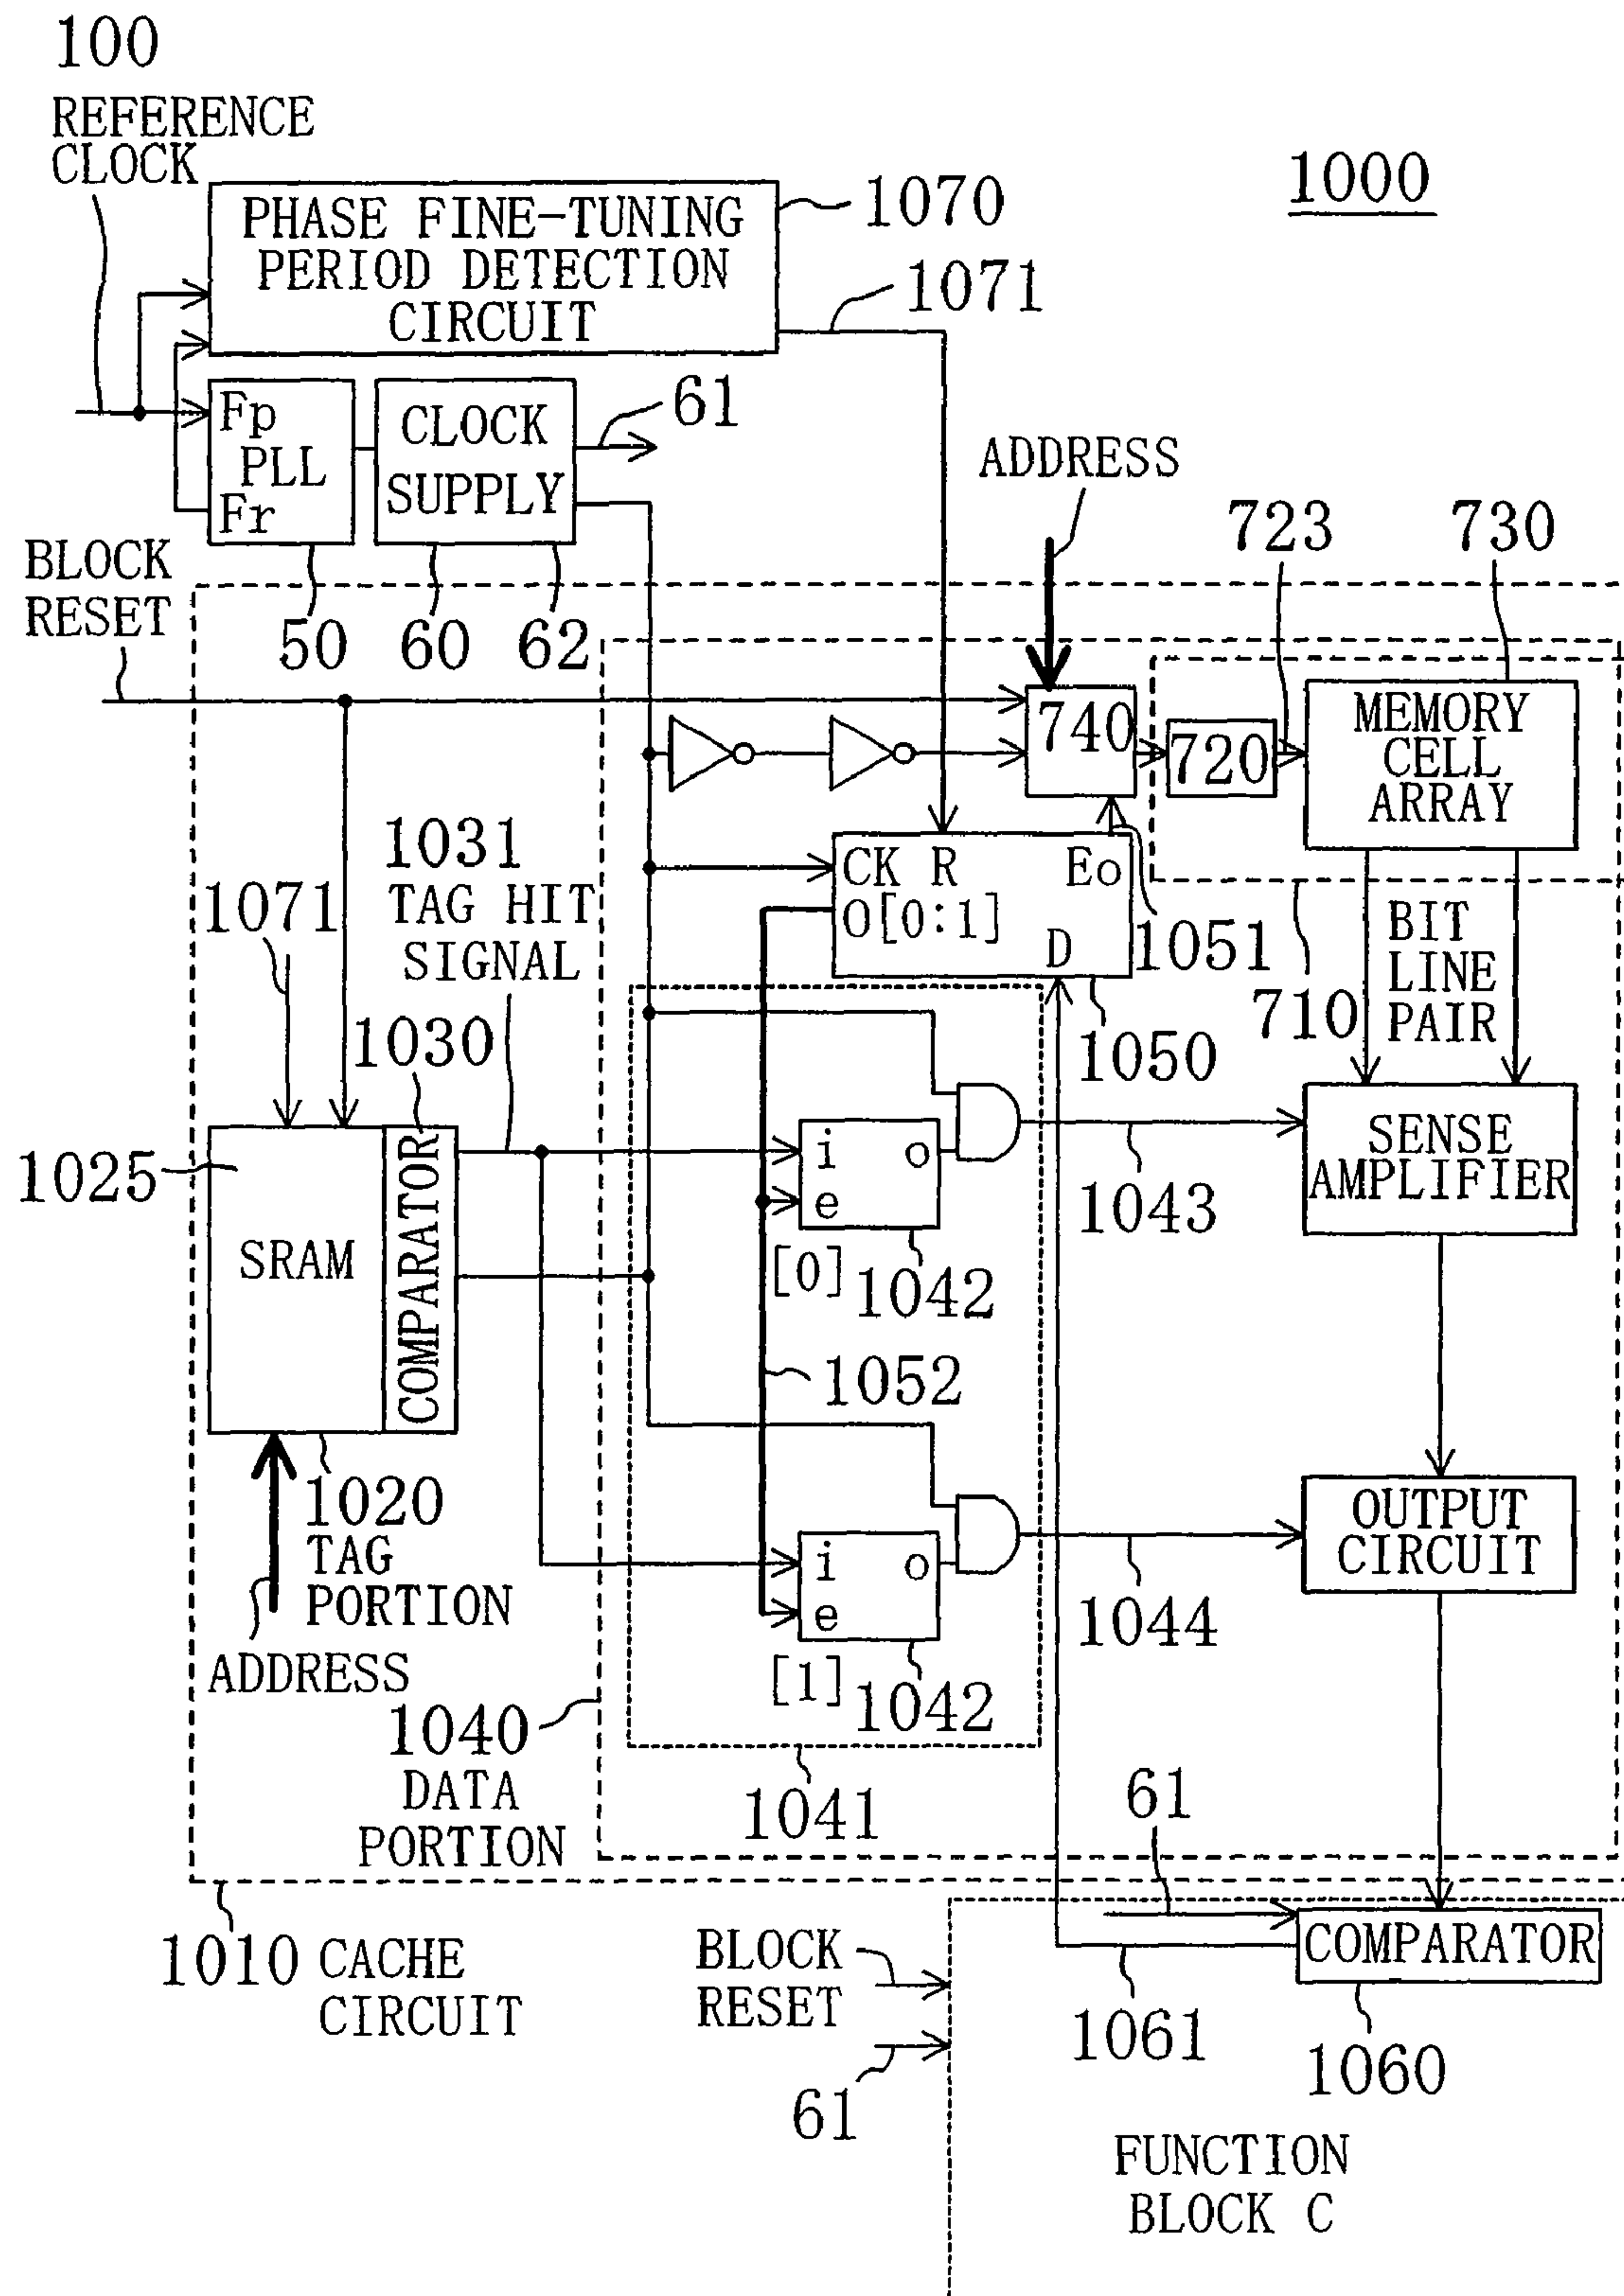 100
REFERENCE
CLOCK
1000
PHASE FINE-TUNING
PERIOD DETECTION
CIRCUIT
1070
1071
Fp
PLL
Fr
CLOCK
SUPPLY
61
ADDRESS
723
730
BLOCK
RESET
50
60
62
740
720
MEMORY
CELL
ARRAY
1031
TAG HIT
SIGNAL
1071
CK R Eo
O[0:1]
D
1051
710
BIT
LINE
PAIR
1030
1050
1025
SRAM
COMPARATOR
i o
e
[0]
1042
1043
SENSE
AMPLIFIER
1052
1020
TAG
PORTION
ADDRESS
i o
e
[1]
1042
1044
OUTPUT
CIRCUIT
1040
DATA
PORTION
1041
61
1010 CACHE
CIRCUIT
BLOCK
RESET
61
COMPARATOR
1061
1060
FUNCTION
BLOCK C